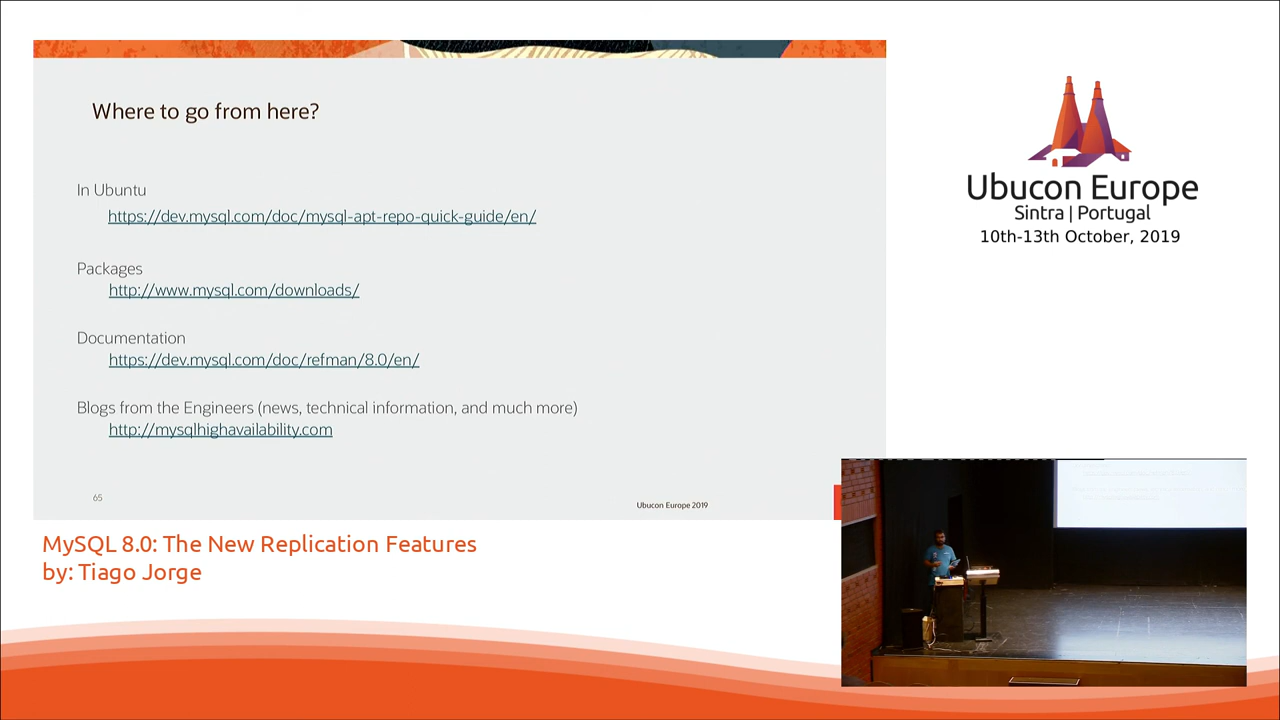 Where to go from here?
In Ubuntu
https://dev.mysql.com/doc/mysql-apt-repo-quick-guide/en/
Packages
http://www.mysql.com/downloads/
Documentation
https://dev.mysql.com/doc/refman/8.0/en/
Blogs from the Engineers (news, technical information, and much more)
http://mysqlhighavailability.com
65
Ubucon Europe 2019
Ubucon Europe
Sintra | Portugal
10th-13th October, 2019
MySQL 8.0: The New Replication Features
by: Tiago Jorge